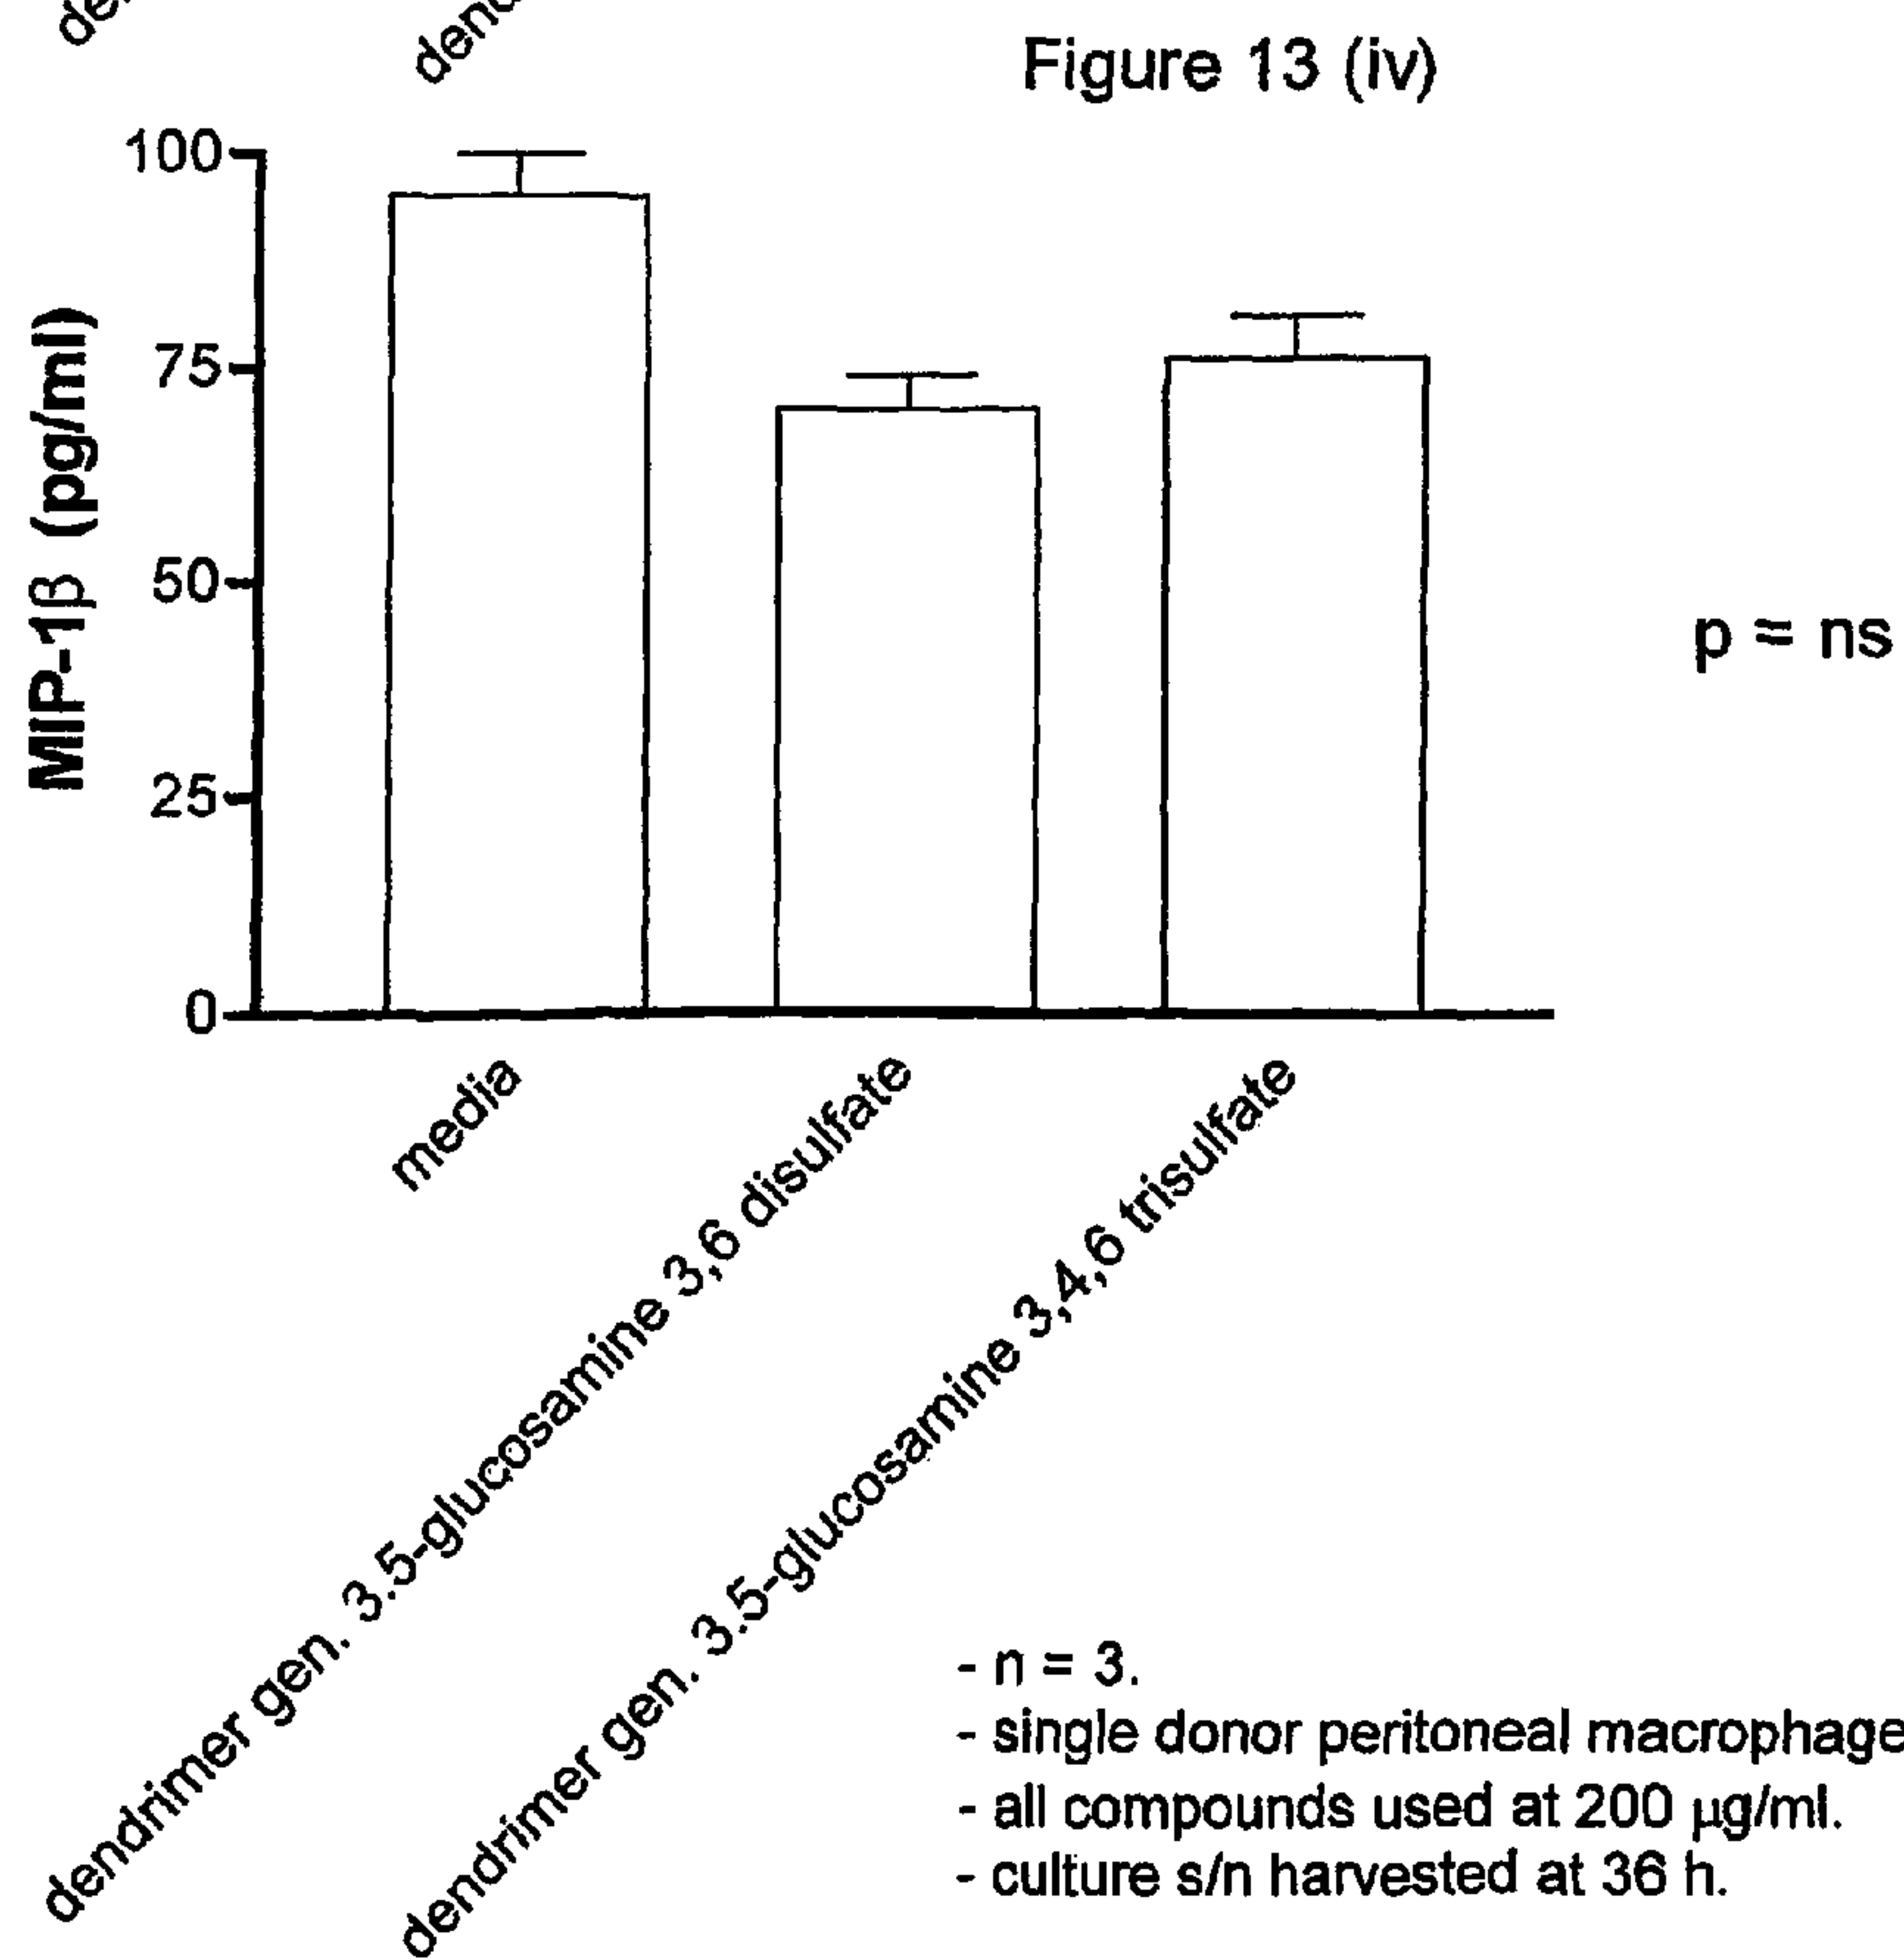 Figure 13 (iv)
100
75
50
25
0
MIP-1β (pg/ml)
p = ns
media
dendrimer gen. 3.5-glucosamine 3,6 disulfate
dendrimer gen. 3.5-glucosamine 3,4,6 trisulfate
- n = 3.
- single donor peritoneal macrophage
- all compounds used at 200 µg/ml.
- culture s/n harvested at 36 h.